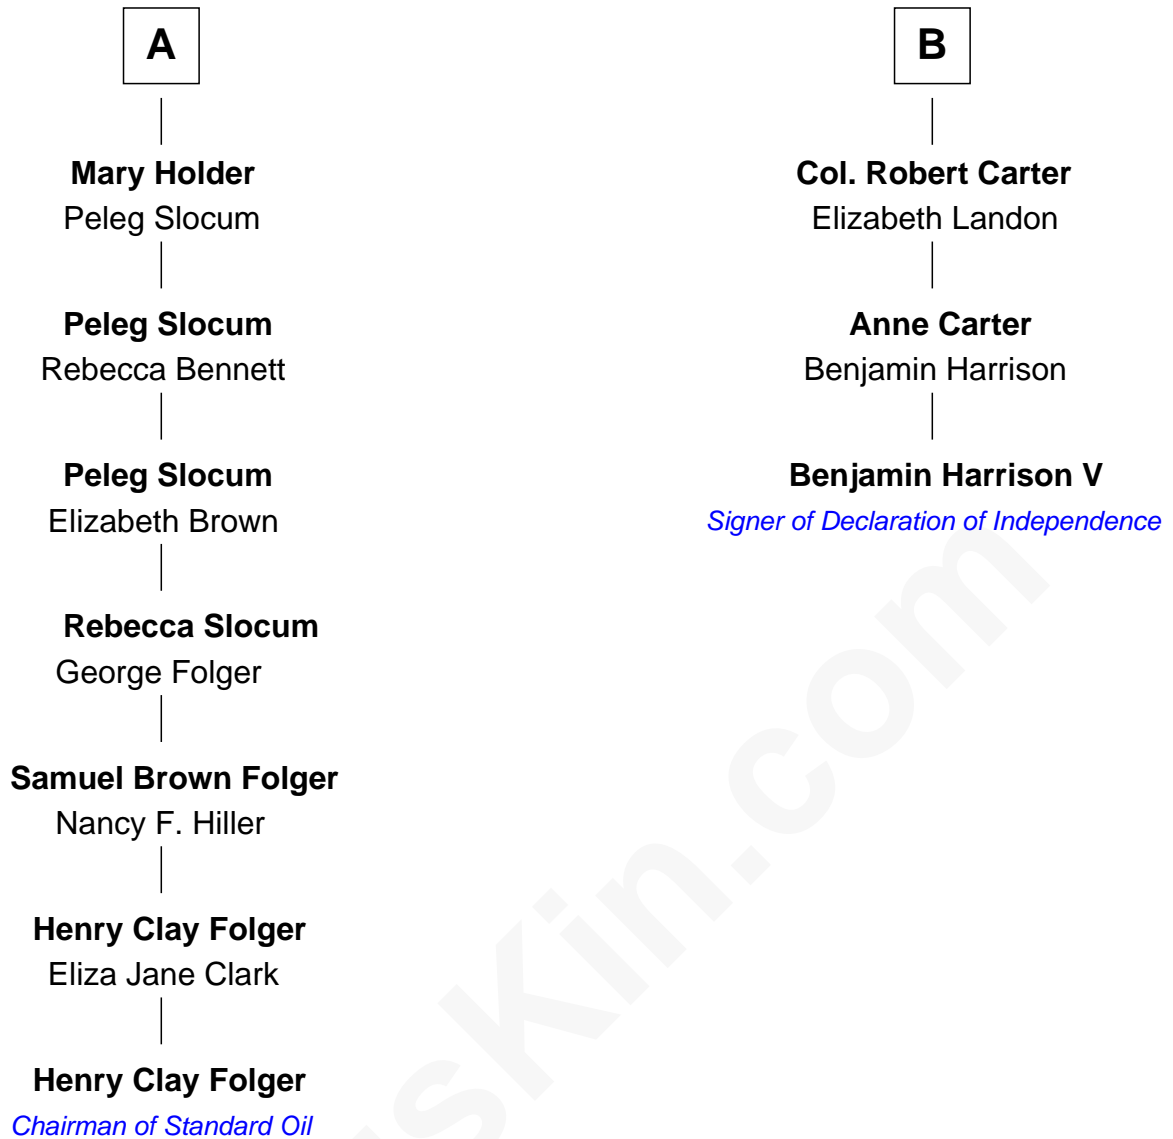 A
Mary Holder
Peleg Slocum
Peleg Slocum
Rebecca Bennett
Peleg Slocum
Elizabeth Brown
Rebecca Slocum
George Folger
Samuel Brown Folger
Nancy F. Hiller
Henry Clay Folger
Eliza Jane Clark
Henry Clay Folger
Chairman of Standard Oil
B
Col. Robert Carter
Elizabeth Landon
Anne Carter
Benjamin Harrison
Benjamin Harrison V
Signer of Declaration of Independence